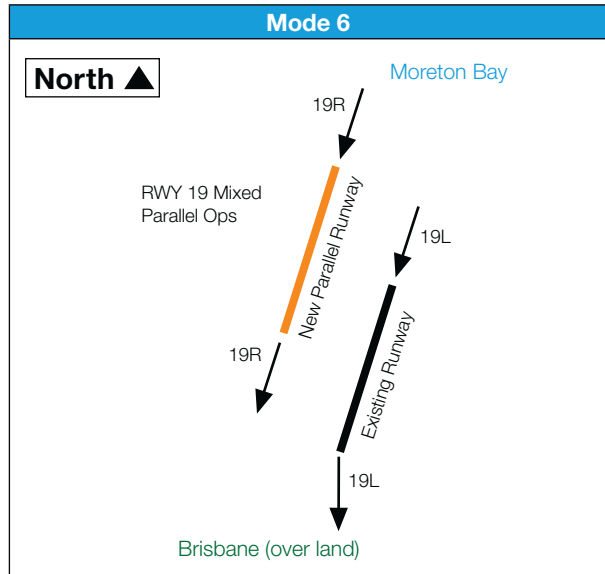 Mode 6
North
Moreton Bay
19R
RWY 19 Mixed
Parallel Ops
New Parallel Runway
19L
19R
Existing Runway
19L
Brisbane (over land)